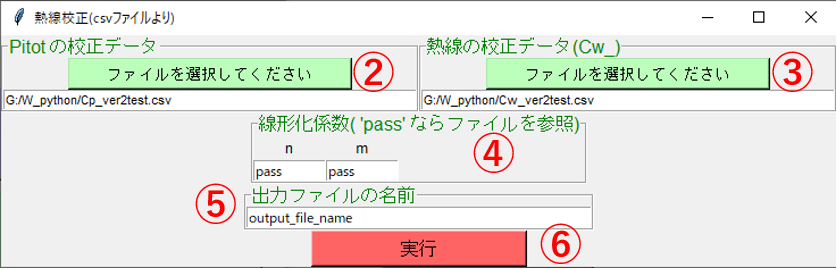 熱線校正(csvファイルより)
Pitotの校正データ
熱線の校正データ(Cw_)
ファイルを選択してください ②
ファイルを選択してください ③
G:/W_python/Cp_ver2test.csv
G:/W_python/Cw_ver2test.csv
線形化係数( 'pass' ならファイルを参照)
n m ④
pass pass
⑤ 出力ファイルの名前
output_file_name
実行 ⑥